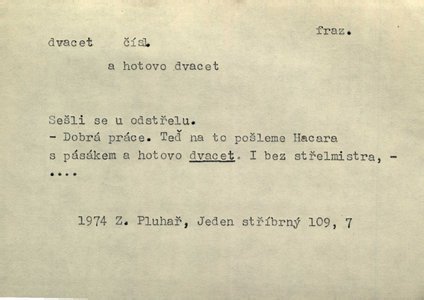 fraz.
dvacet čísl.
a hotovo dvacet
Sešli se u odstřelu.
- Dobrá práce. Teď na to pošleme Hacara
s pásákem a hotovo dvacet. I bez střelmistra, -
....
1974 Z. Pluhař, Jeden stříbrný 109, 7